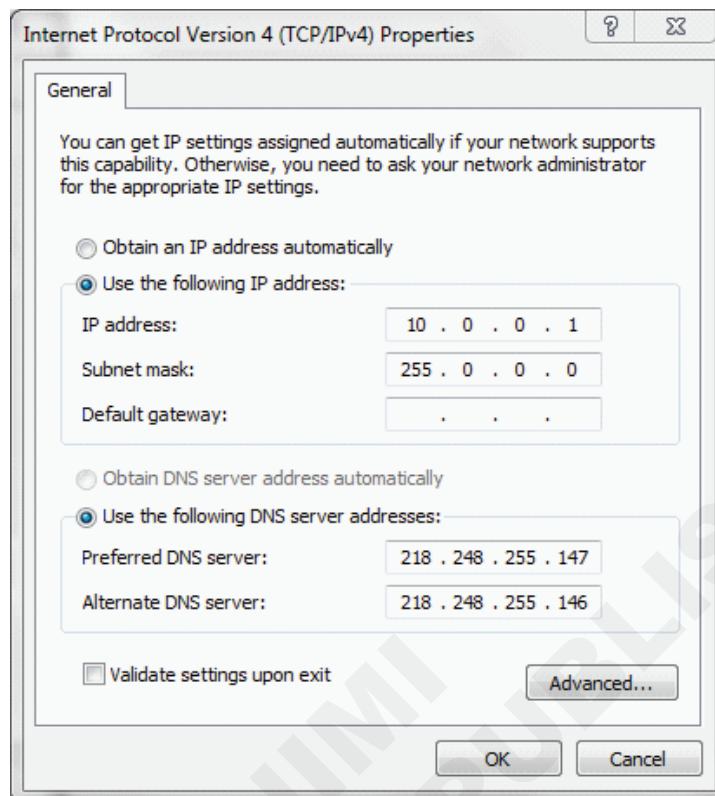 Internet Protocol Version 4 (TCP/IPv4) Properties
General
You can get IP settings assigned automatically if your network supports
this capability. Otherwise, you need to ask your network administrator
for the appropriate IP settings.
Obtain an IP address automatically
Use the following IP address:
IP address: 10 . 0 . 0 . 1
Subnet mask: 255 . 0 . 0 . 0
Default gateway: . . .
Obtain DNS server address automatically
Use the following DNS server addresses:
Preferred DNS server: 218 . 248 . 255 . 147
Alternate DNS server: 218 . 248 . 255 . 146
Validate settings upon exit
Advanced...
OK Cancel